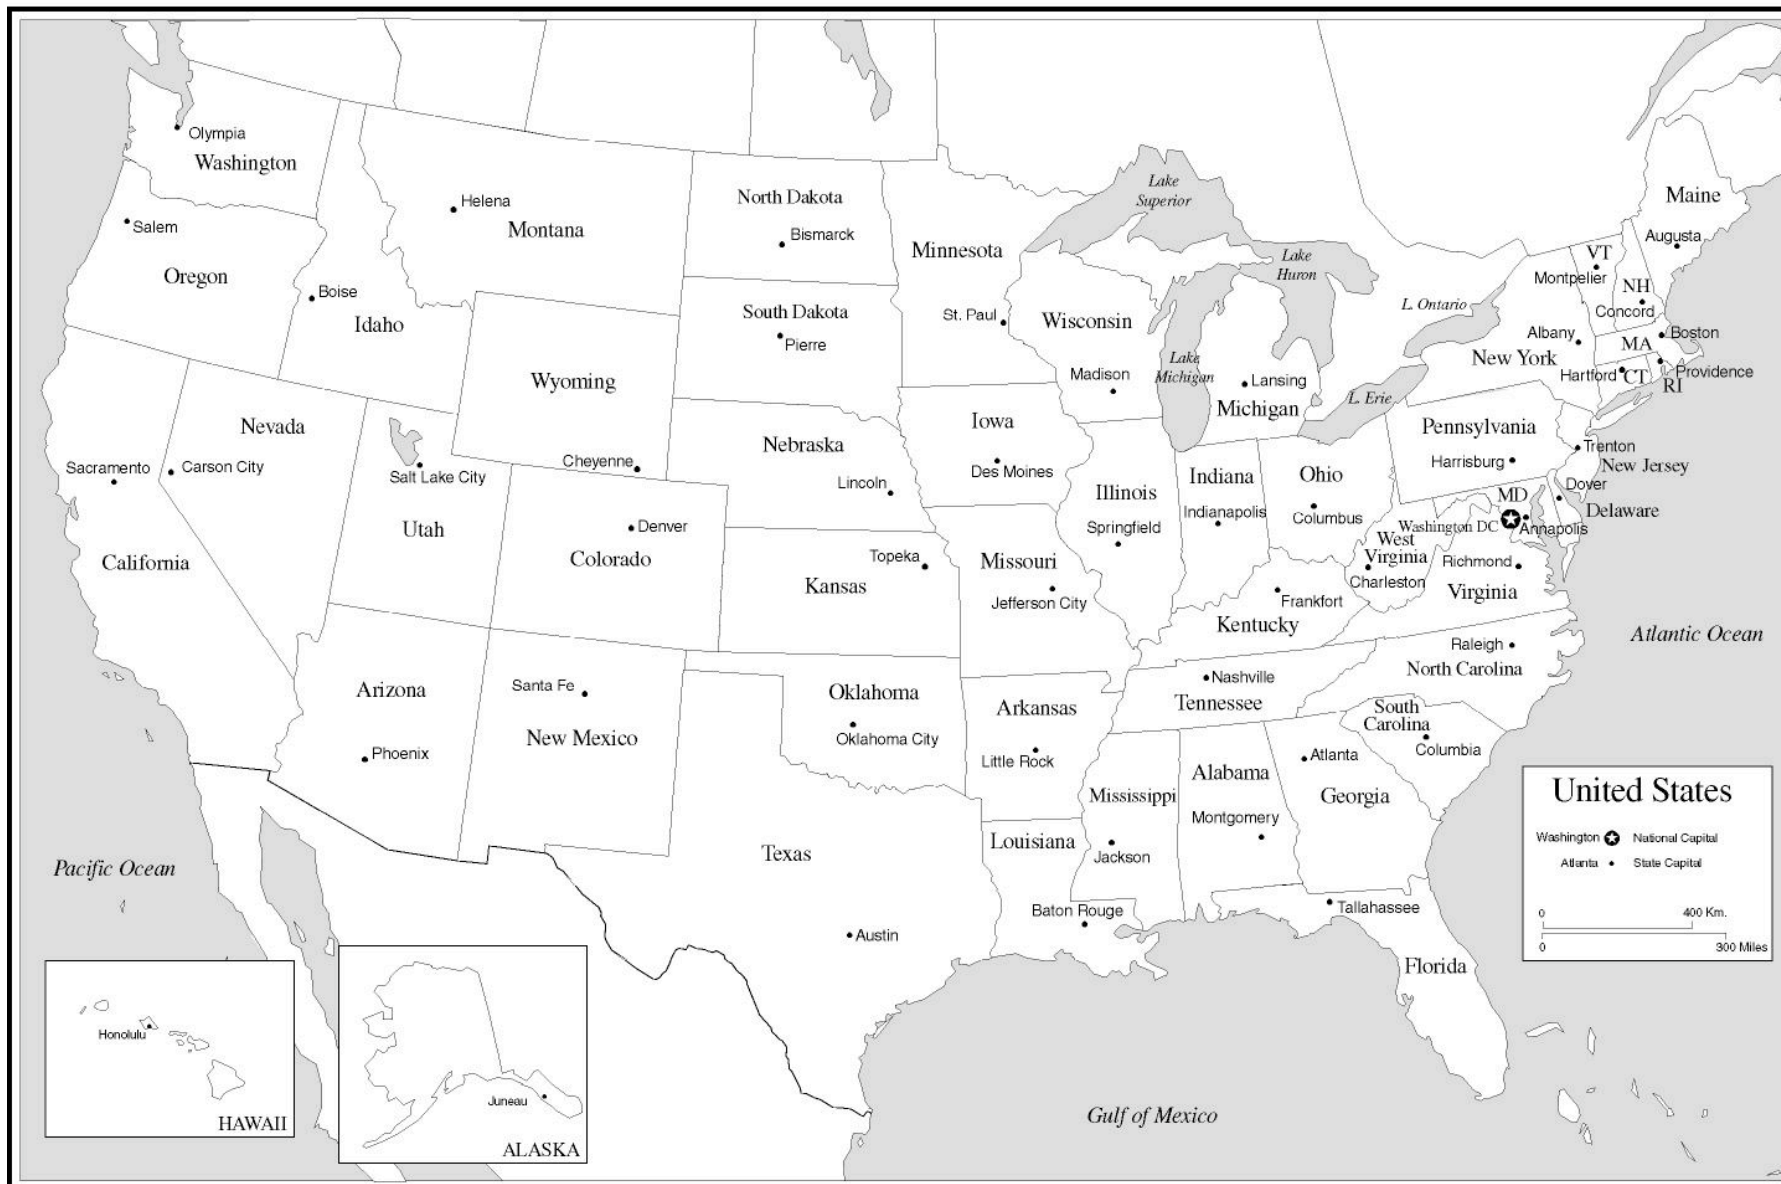 Olympia
Washington
Salem
Oregon
Helena
Montana
Boise
Idaho
North Dakota
Bismarck
South Dakota
Pierre
Minnesota
St. Paul
Lake
Superior
Lake
Huron
Wisconsin
Madison
Lake
Michigan
Lansing
Michigan
L. Ontario
L. Erie
Maine
Augusta
VT
Montpelier
NH
Concord
Albany
New York
MA
Boston
Hartford
CT
RI
Providence
Wyoming
Cheyenne
Nevada
Carson City
Sacramento
California
Salt Lake City
Utah
Denver
Colorado
Nebraska
Lincoln
Iowa
Des Moines
Illinois
Springfield
Indiana
Indianapolis
Ohio
Columbus
Pennsylvania
Harrisburg
Trenton
New Jersey
MD
Dover
Delaware
Washington DC
Annapolis
West
Virginia
Charleston
Richmond
Virginia
Topeka
Kansas
Missouri
Jefferson City
Frankfort
Kentucky
Raleigh
North Carolina
Atlantic Ocean
Arizona
Phoenix
Santa Fe
New Mexico
Oklahoma
Oklahoma City
Arkansas
Little Rock
Nashville
Tennessee
South
Carolina
Columbia
Atlanta
Georgia
Alabama
Montgomery
Mississippi
Jackson
Louisiana
Baton Rouge
Texas
Austin
Tallahassee
Florida
Pacific Ocean
Gulf of Mexico
Honolulu
HAWAII
Juneau
ALASKA
United States
Washington National Capital
Atlanta State Capital
0 400 Km.
0 300 Miles